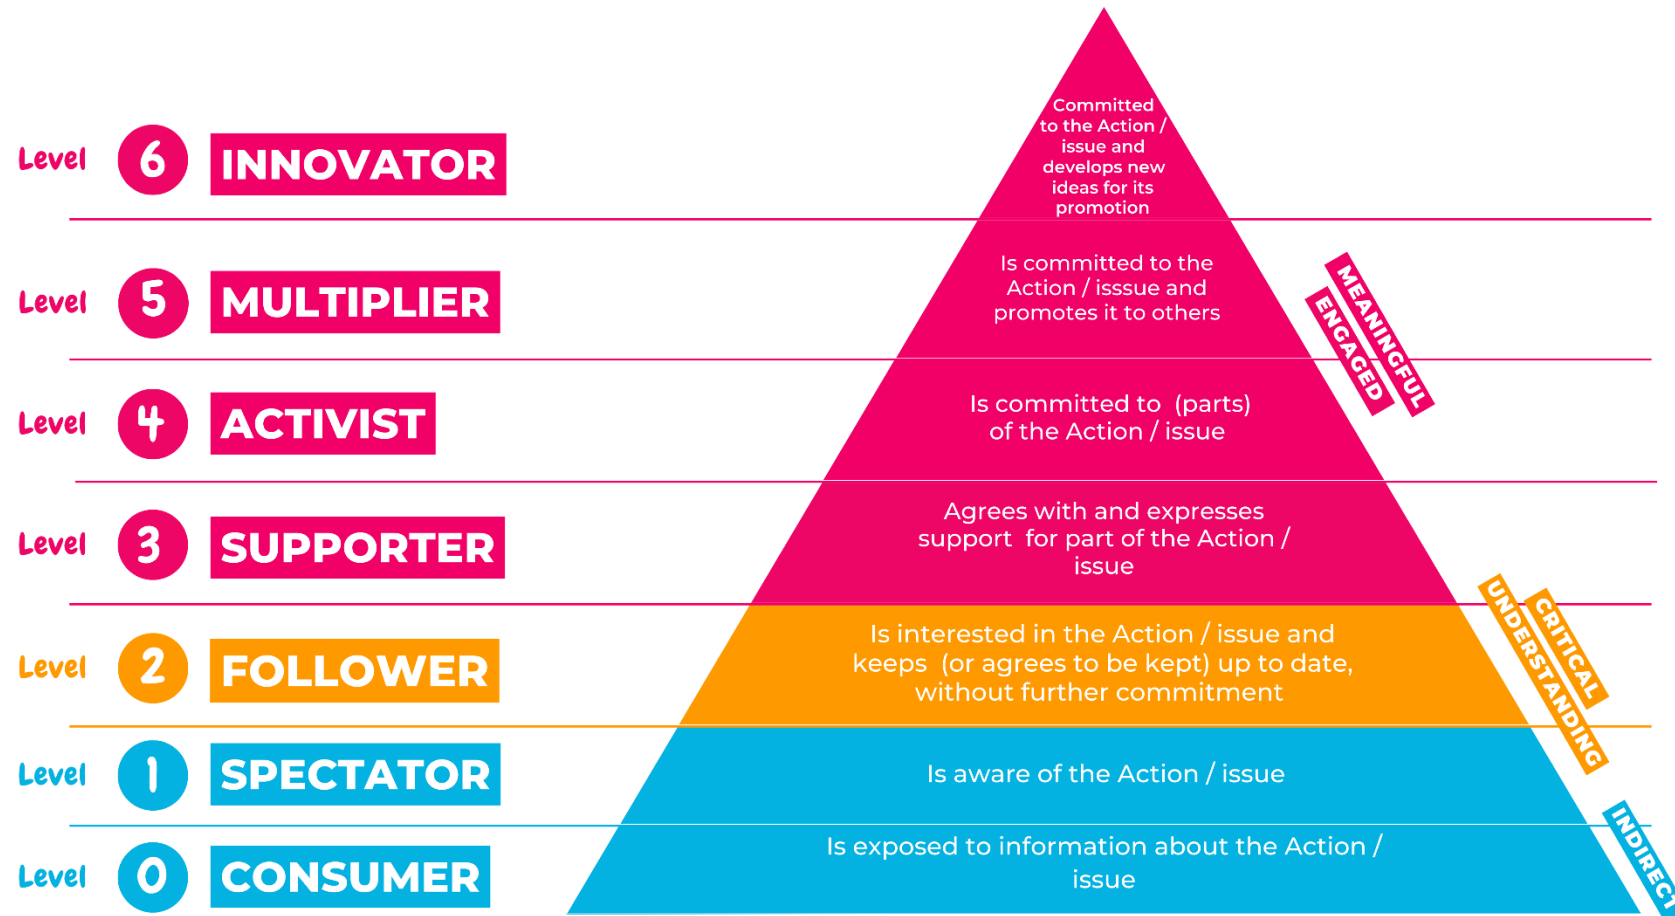 Level 6 INNOVATOR
Committed
to the Action /
issue and
develops new
ideas for its
promotion
Level 5 MULTIPLIER
Is committed to the
Action / isssue and
promotes it to others
MEANINGFUL
ENGAGED
Level 4 ACTIVIST
Is committed to (parts)
of the Action / issue
Level 3 SUPPORTER
Agrees with and expresses
support for part of the Action /
issue
Level 2 FOLLOWER
Is interested in the Action / issue and
keeps (or agrees to be kept) up to date,
without further commitment
CRITICAL
UNDERSTANDING
Level 1 SPECTATOR
Is aware of the Action / issue
Level 0 CONSUMER
Is exposed to information about the Action /
issue
INDIRECT